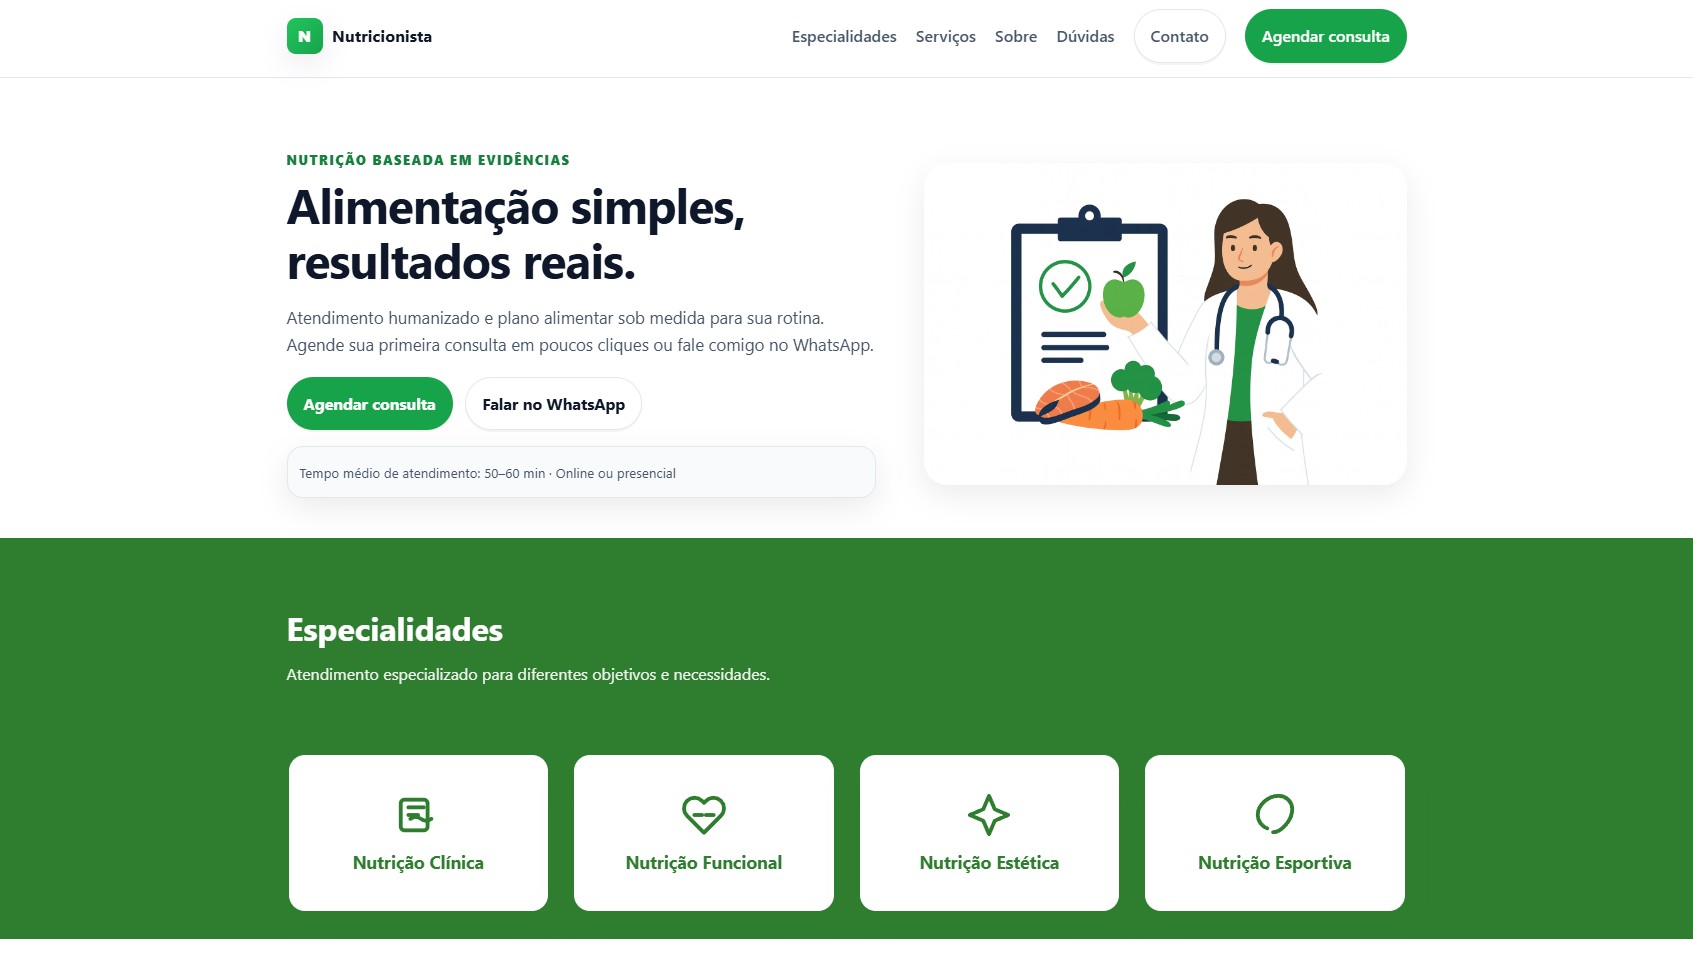 N
Nutricionista
Especialidades
Serviços
Sobre
Dúvidas
Contato
Agendar consulta
NUTRIÇÃO BASEADA EM EVIDÊNCIAS
Alimentação simples,
resultados reais.
Atendimento humanizado e plano alimentar sob medida para sua rotina.
Agende sua primeira consulta em poucos cliques ou fale comigo no WhatsApp.
Agendar consulta
Falar no WhatsApp
Tempo médio de atendimento: 50–60 min · Online ou presencial
Especialidades
Atendimento especializado para diferentes objetivos e necessidades.
Nutrição Clínica
Nutrição Funcional
Nutrição Estética
Nutrição Esportiva